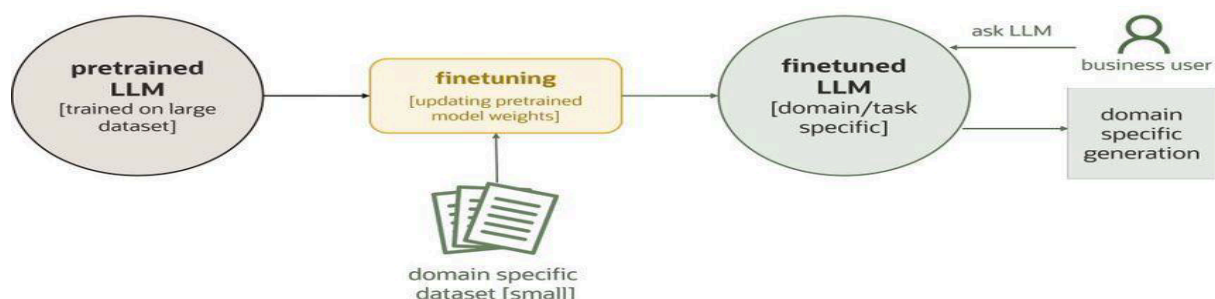 pretrained
LLM
[trained on large
dataset]
finetuning
[updating pretrained
model weights]
domain specific
dataset [small]
finetuned
LLM
[domain/task
specific]
ask LLM
business user
domain
specific
generation